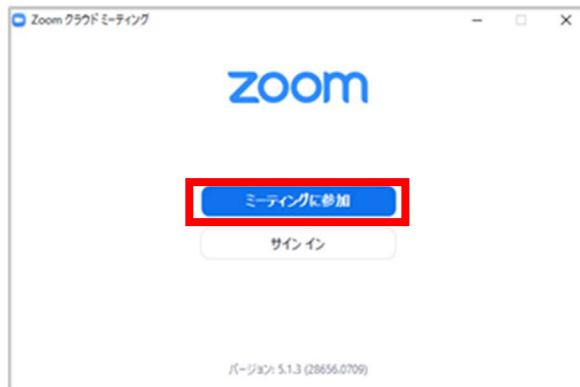 Zoom クラウド ミーティング
zoom
ミーティングに参加
サイン イン
バージョン: 5.1.3 (28656.0709)